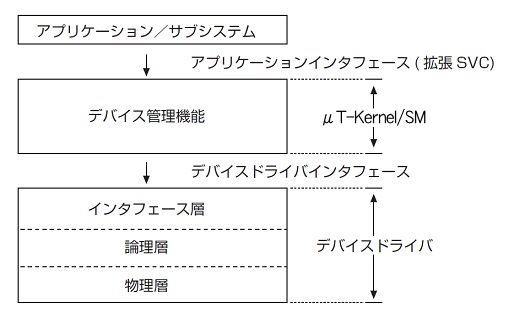 アプリケーション／サブシステム
アプリケーションインタフェース ( 拡張 SVC)
デバイス管理機能
μT-Kernel/SM
デバイスドライバインタフェース
インタフェース層
論理層
デバイスドライバ
物理層